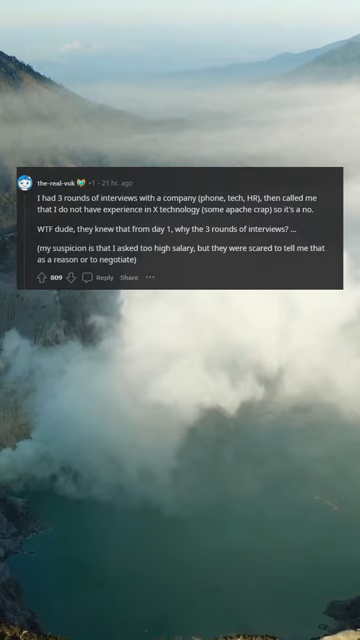 the-real-vuk +1 · 21 hr. ago
I had 3 rounds of interviews with a company (phone, tech, HR), then called me
that I do not have experience in X technology (some apache crap) so it's a no.
WTF dude, they knew that from day 1, why the 3 rounds of interviews? ...
(my suspicion is that I asked too high salary, but they were scared to tell me that
as a reason or to negotiate)
809 Reply Share ...